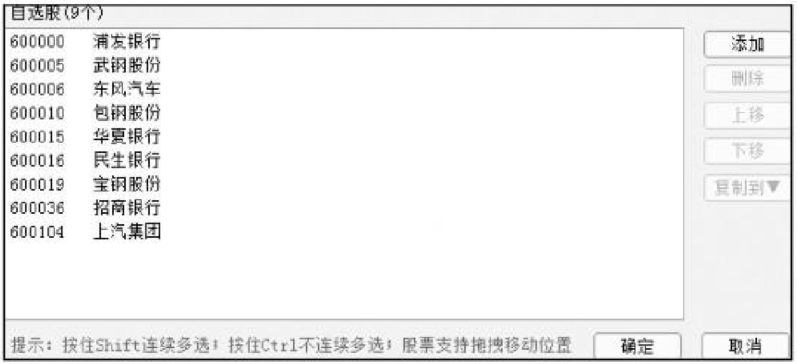 自选股(9个)
600000 浦发银行
600005 武钢股份
600006 东风汽车
600010 包钢股份
600015 华夏银行
600016 民生银行
600019 宝钢股份
600036 招商银行
600104 上汽集团
添加
删除
上移
下移
复制到▼
提示：按住Shift连续多选；按住Ctrl不连续多选；股票支持拖拽移动位置
确定
取消